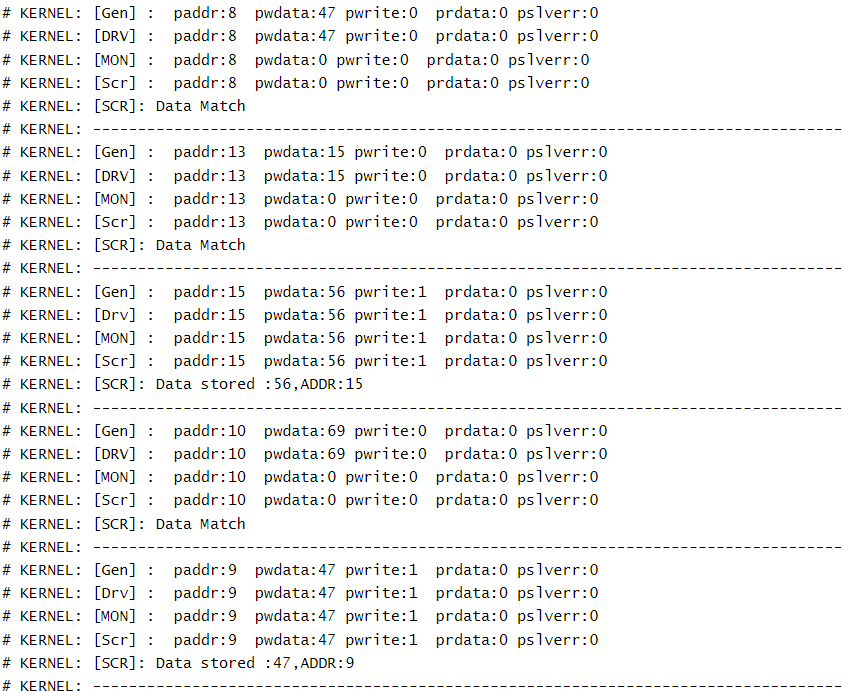 # KERNEL: [Gen] :  paddr:8  pwdata:47 pwrite:0  prdata:0 pslverr:0
# KERNEL: [DRV] :  paddr:8  pwdata:47 pwrite:0  prdata:0 pslverr:0
# KERNEL: [MON] :  paddr:8  pwdata:0 pwrite:0  prdata:0 pslverr:0
# KERNEL: [Scr] :  paddr:8  pwdata:0 pwrite:0  prdata:0 pslverr:0
# KERNEL: [SCR]: Data Match
# KERNEL: -----------------------------------------------------------------------------------
# KERNEL: [Gen] :  paddr:13  pwdata:15 pwrite:0  prdata:0 pslverr:0
# KERNEL: [DRV] :  paddr:13  pwdata:15 pwrite:0  prdata:0 pslverr:0
# KERNEL: [MON] :  paddr:13  pwdata:0 pwrite:0  prdata:0 pslverr:0
# KERNEL: [Scr] :  paddr:13  pwdata:0 pwrite:0  prdata:0 pslverr:0
# KERNEL: [SCR]: Data Match
# KERNEL: -----------------------------------------------------------------------------------
# KERNEL: [Gen] :  paddr:15  pwdata:56 pwrite:1  prdata:0 pslverr:0
# KERNEL: [Drv] :  paddr:15  pwdata:56 pwrite:1  prdata:0 pslverr:0
# KERNEL: [MON] :  paddr:15  pwdata:56 pwrite:1  prdata:0 pslverr:0
# KERNEL: [Scr] :  paddr:15  pwdata:56 pwrite:1  prdata:0 pslverr:0
# KERNEL: [SCR]: Data stored :56,ADDR:15
# KERNEL: -----------------------------------------------------------------------------------
# KERNEL: [Gen] :  paddr:10  pwdata:69 pwrite:0  prdata:0 pslverr:0
# KERNEL: [DRV] :  paddr:10  pwdata:69 pwrite:0  prdata:0 pslverr:0
# KERNEL: [MON] :  paddr:10  pwdata:0 pwrite:0  prdata:0 pslverr:0
# KERNEL: [Scr] :  paddr:10  pwdata:0 pwrite:0  prdata:0 pslverr:0
# KERNEL: [SCR]: Data Match
# KERNEL: -----------------------------------------------------------------------------------
# KERNEL: [Gen] :  paddr:9  pwdata:47 pwrite:1  prdata:0 pslverr:0
# KERNEL: [Drv] :  paddr:9  pwdata:47 pwrite:1  prdata:0 pslverr:0
# KERNEL: [MON] :  paddr:9  pwdata:47 pwrite:1  prdata:0 pslverr:0
# KERNEL: [Scr] :  paddr:9  pwdata:47 pwrite:1  prdata:0 pslverr:0
# KERNEL: [SCR]: Data stored :47,ADDR:9
# KERNEL: -----------------------------------------------------------------------------------